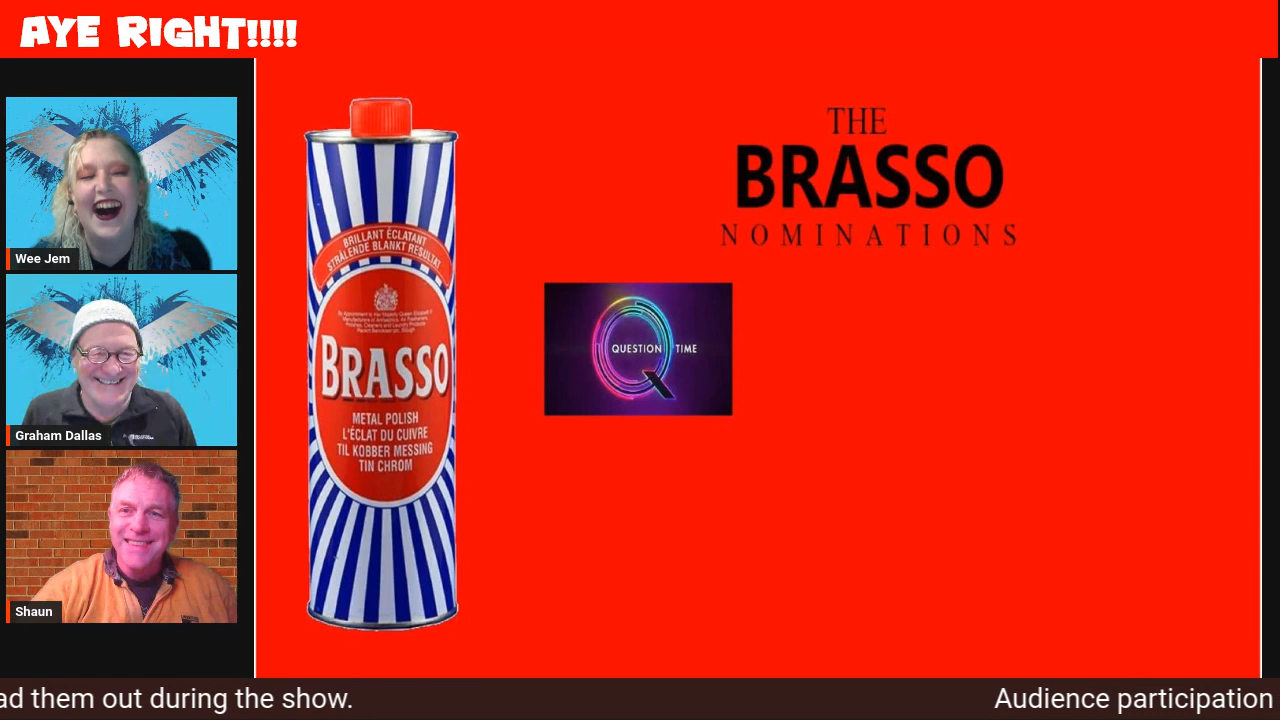 AYE RIGHT!!!!
Wee Jem
Graham Dallas
Shaun
BRILLANT ÉCLATANT
STRÅLENDE BLANKT RESULTAT
BRASSO
METAL POLISH
L'ÉCLAT DU CUIVRE
TIL KOBBER MESSING
TIN CHROM
THE
BRASSO
NOMINATIONS
QUESTION TIME
ad them out during the show.
Audience participation